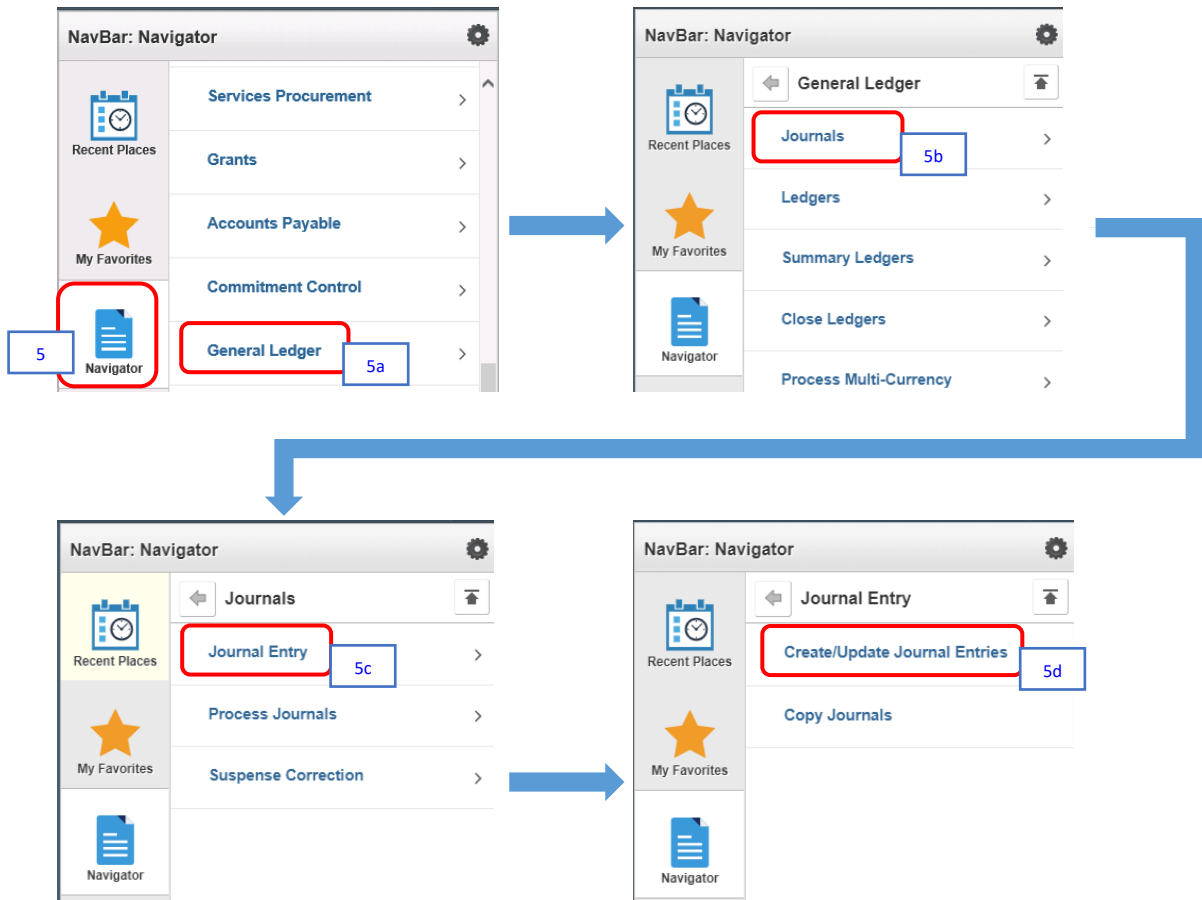 NavBar: Navigator
Recent Places
My Favorites
Navigator
Services Procurement
Grants
Accounts Payable
Commitment Control
General Ledger
5
5a
NavBar: Navigator
Recent Places
My Favorites
Navigator
General Ledger
Journals
5b
Ledgers
Summary Ledgers
Close Ledgers
Process Multi-Currency
NavBar: Navigator
Recent Places
My Favorites
Navigator
Journals
Journal Entry
5c
Process Journals
Suspense Correction
NavBar: Navigator
Recent Places
My Favorites
Navigator
Journal Entry
Create/Update Journal Entries
5d
Copy Journals